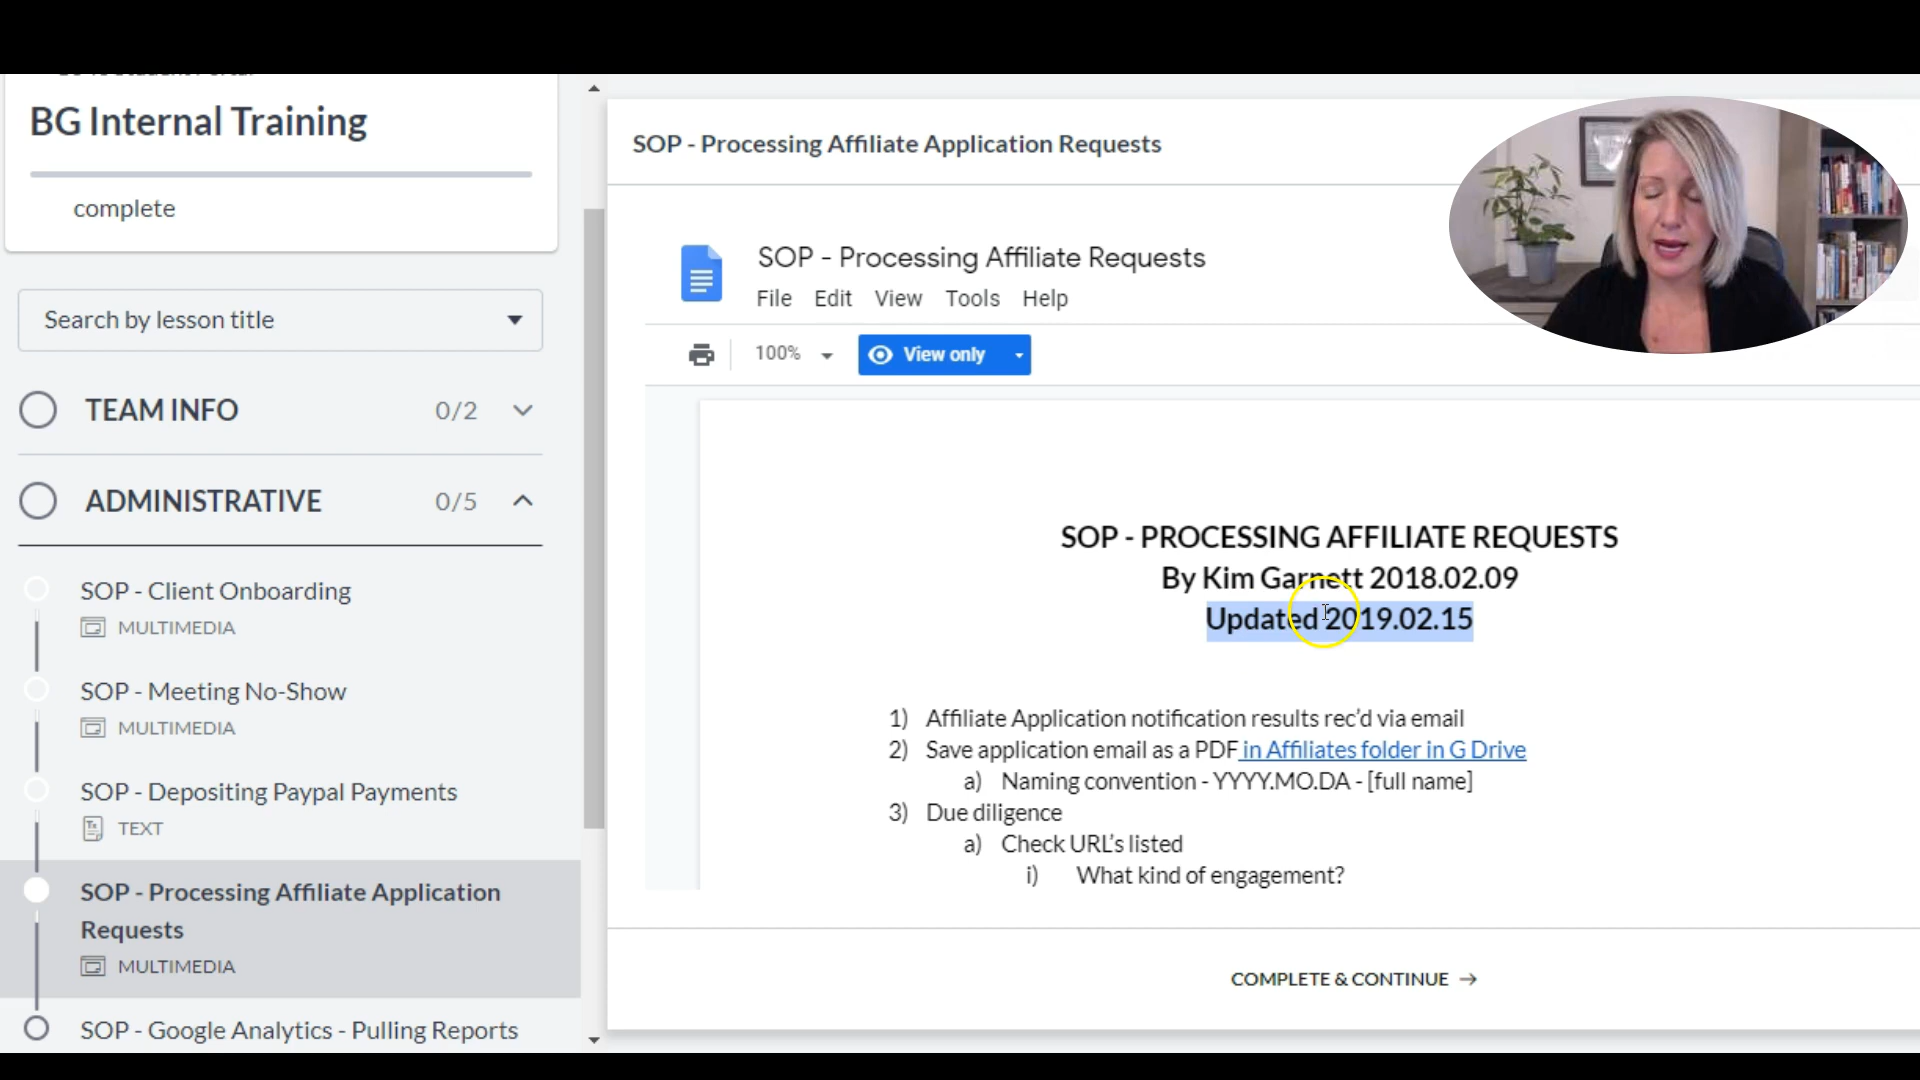 BG Internal Training
complete
Search by lesson title
TEAM INFO 0/2
ADMINISTRATIVE 0/5
SOP - Client Onboarding
MULTIMEDIA
SOP - Meeting No-Show
MULTIMEDIA
SOP - Depositing Paypal Payments
TEXT
SOP - Processing Affiliate Application
Requests
MULTIMEDIA
SOP - Google Analytics - Pulling Reports
SOP - Processing Affiliate Application Requests
SOP - Processing Affiliate Requests
File Edit View Tools Help
100% View only
SOP - PROCESSING AFFILIATE REQUESTS
By Kim Garnett 2018.02.09
Updated 2019.02.15
1) Affiliate Application notification results rec'd via email
2) Save application email as a PDF in Affiliates folder in G Drive
a) Naming convention - YYYY.MO.DA - [full name]
3) Due diligence
a) Check URL's listed
i) What kind of engagement?
COMPLETE & CONTINUE →